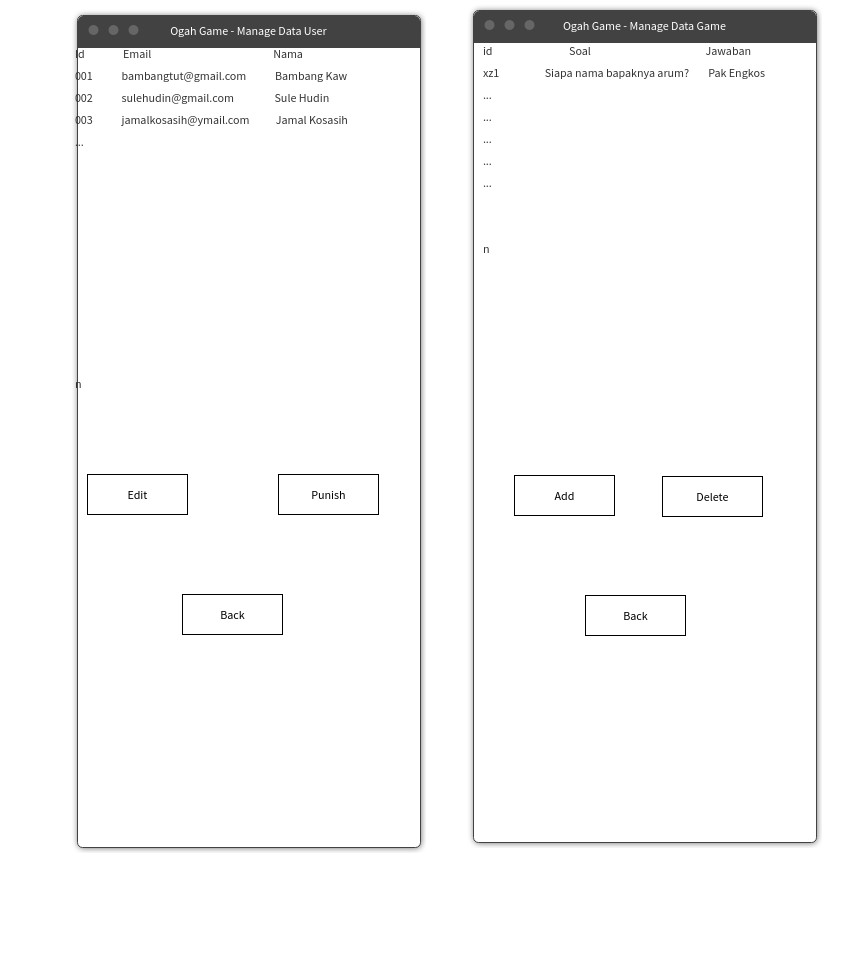 Ogah Game - Manage Data User
Id Email Nama
001 bambangtut@gmail.com Bambang Kaw
002 sulehudin@gmail.com Sule Hudin
003 jamalkosasih@ymail.com Jamal Kosasih
...
n
Edit Punish
Back
Ogah Game - Manage Data Game
id Soal Jawaban
xz1 Siapa nama bapaknya arum? Pak Engkos
...
...
...
...
...
n
Add Delete
Back